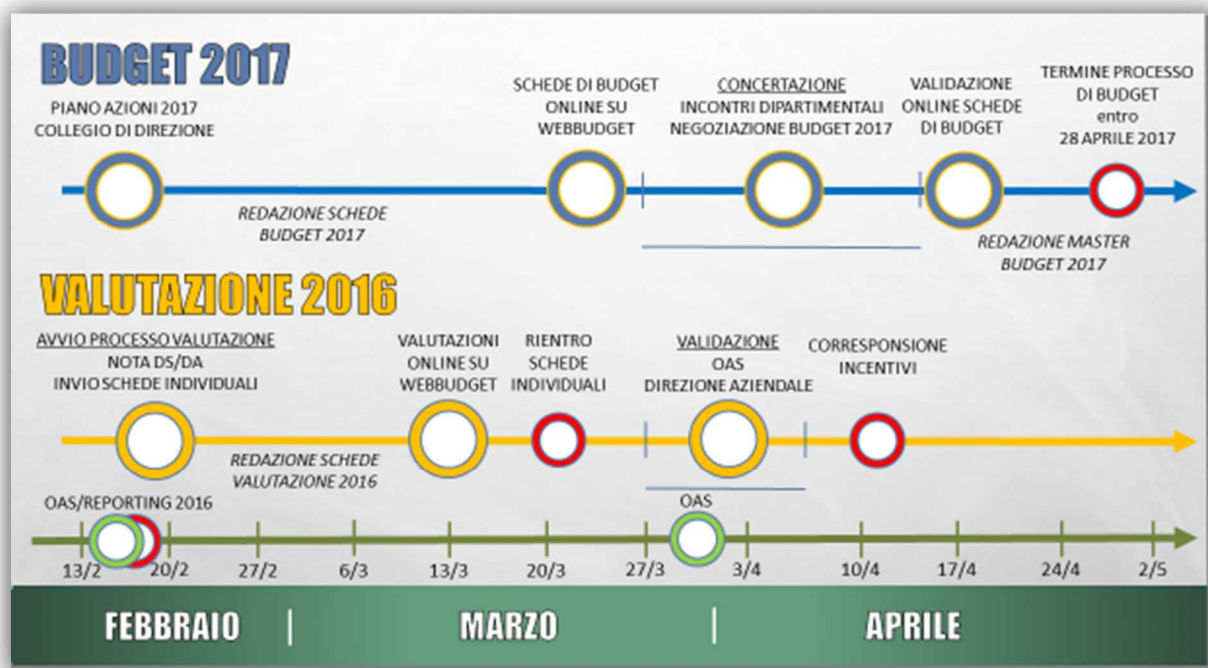 BUDGET 2017
PIANO AZIONI 2017
COLLEGIO DI DIREZIONE
SCHEDE DI BUDGET
ONLINE SU
WEBBUDGET
CONCERTAZIONE
INCONTRI DIPARTIMENTALI
NEGOZIAZIONE BUDGET 2017
VALIDAZIONE
ONLINE SCHEDE
DI BUDGET
TERMINE PROCESSO
DI BUDGET
entro
28 APRILE 2017
REDAZIONE SCHEDE
BUDGET 2017
REDAZIONE MASTER
BUDGET 2017
VALUTAZIONE 2016
AVVIO PROCESSO VALUTAZIONE
NOTA DS/DA
INVIO SCHEDE INDIVIDUALI
VALUTAZIONI
ONLINE SU
WEBBUDGET
RIENTRO
SCHEDE
INDIVIDUALI
VALIDAZIONE
OAS
DIREZIONE AZIENDALE
CORRESPONSIONE
INCENTIVI
REDAZIONE SCHEDE
VALUTAZIONE 2016
OAS/REPORTING 2016
OAS
13/2 20/2 27/2 6/3 13/3 20/3 27/3 3/4 10/4 17/4 24/4 2/5
FEBBRAIO | MARZO | APRILE